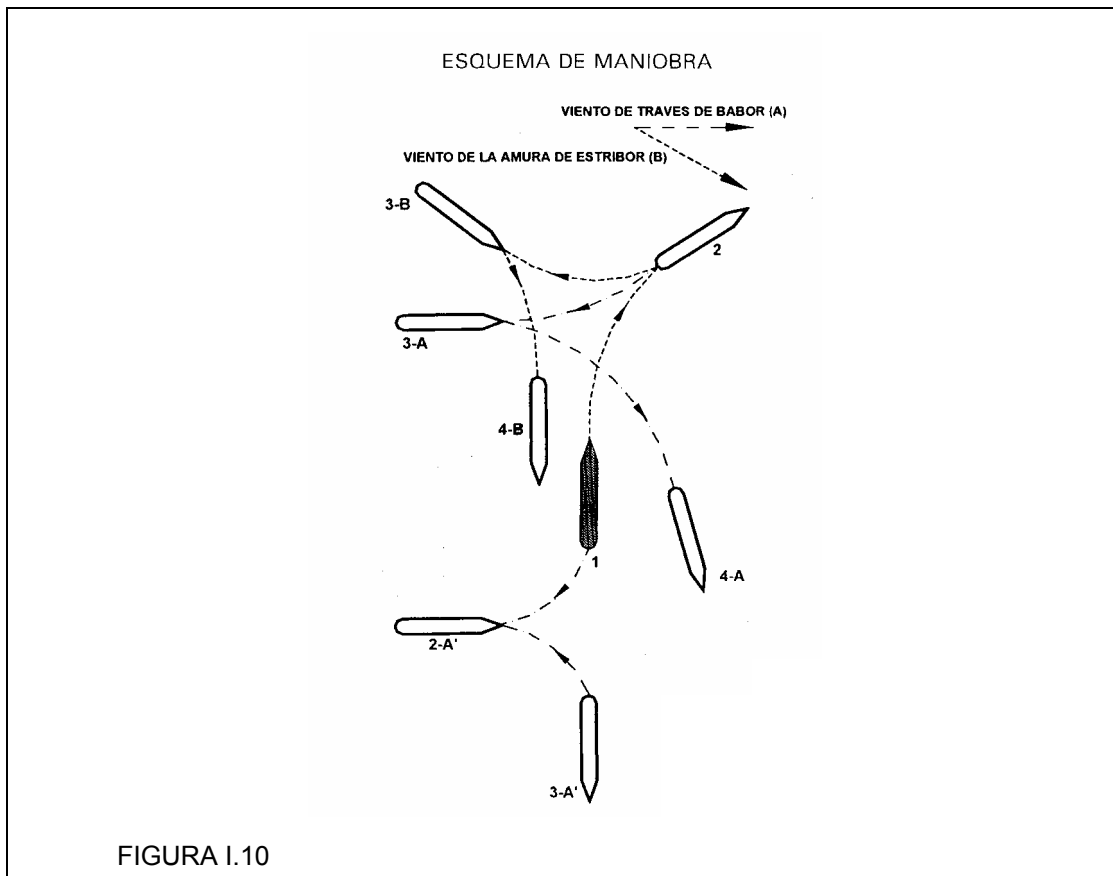 ESQUEMA DE MANIOBRA
VIENTO DE TRAVES DE BABOR (A)
VIENTO DE LA AMURA DE ESTRIBOR (B)
3-B
2
3-A
4-B
1
4-A
2-A'
3-A'
FIGURA I.10